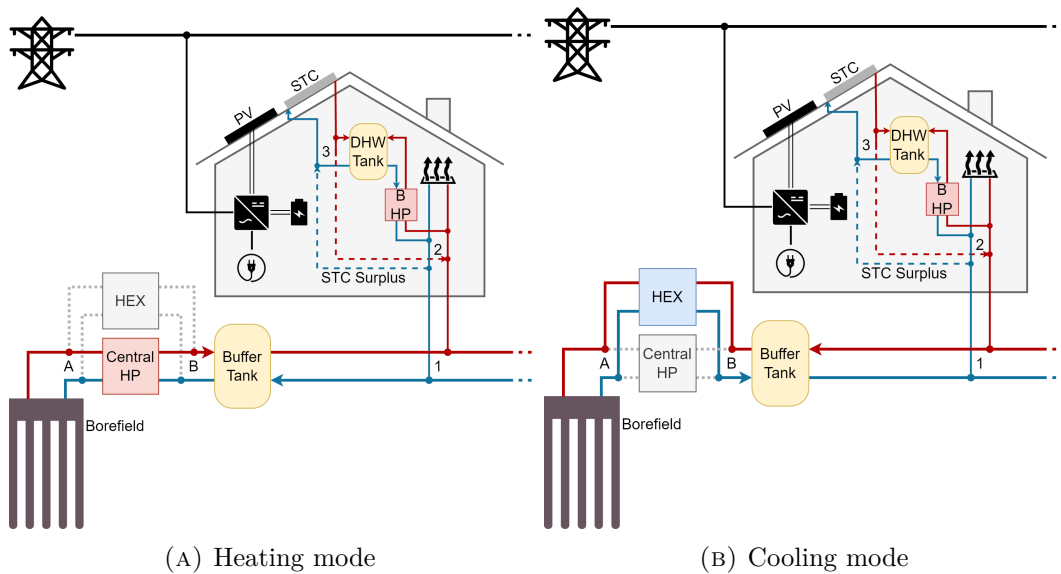 STC
PV
3
DHW
Tank
B
HP
2
STC Surplus
HEX
A
Central
HP
B
Buffer
Tank
1
Borefield
(A) Heating mode
STC
PV
3
DHW
Tank
B
HP
2
STC Surplus
HEX
A
Central
HP
B
Buffer
Tank
1
Borefield
(B) Cooling mode